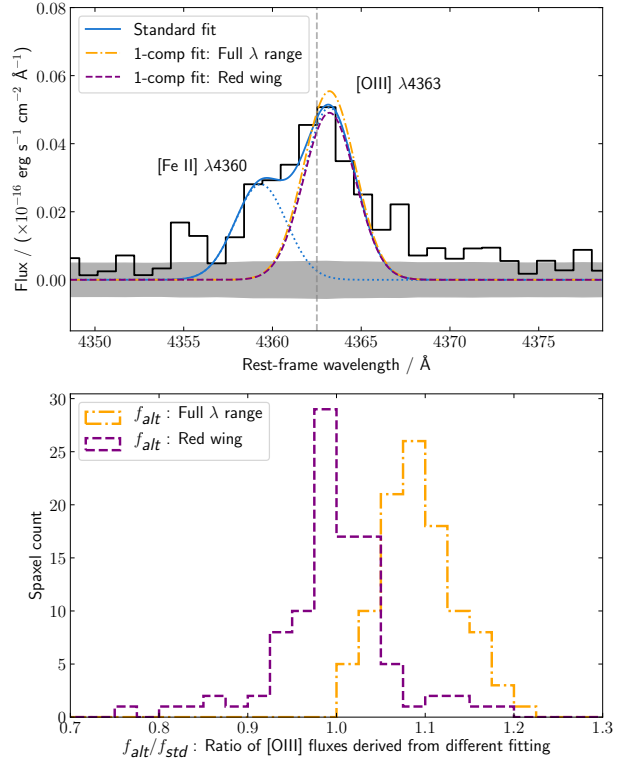 Standard fit
1-comp fit: Full λ range
1-comp fit: Red wing
[OIII] λ4363
[Fe II] λ4360
0.08
0.06
0.04
0.02
0.00
Flux / (×10⁻¹⁶ erg s⁻¹ cm⁻² Å⁻¹)
4350 4355 4360 4365 4370 4375
Rest-frame wavelength / Å
f_alt : Full λ range
f_alt : Red wing
30
25
20
15
10
5
0
Spaxel count
0.7 0.8 0.9 1.0 1.1 1.2 1.3
f_alt/f_std : Ratio of [OIII] fluxes derived from different fitting